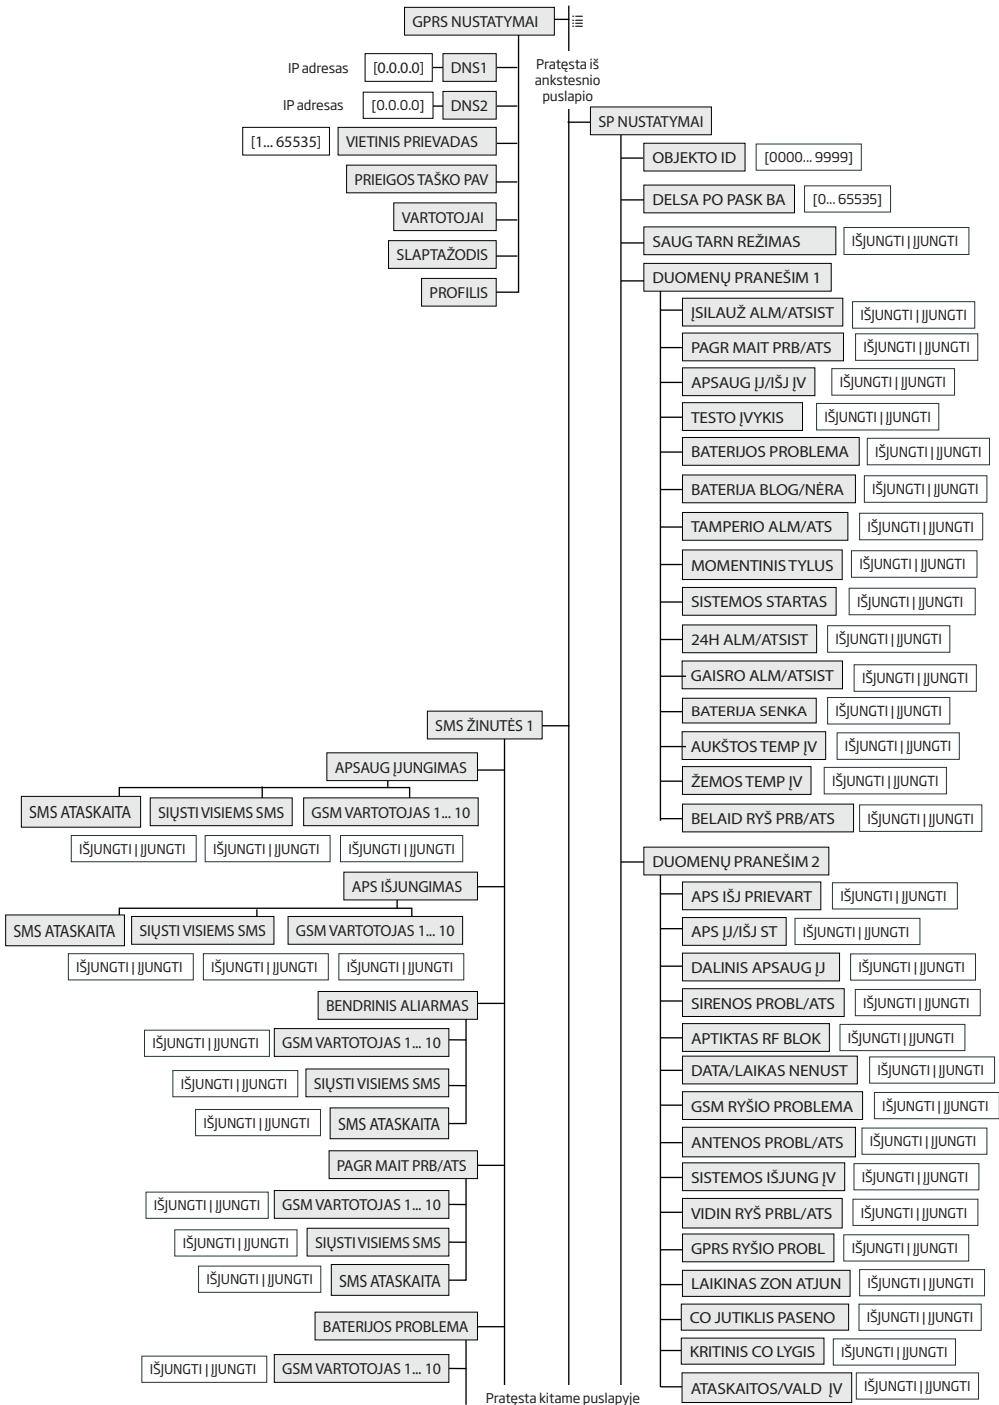 GPRS NUSTATYMAI
IP adresas [0.0.0.0] DNS1
IP adresas [0.0.0.0] DNS2
[1... 65535] VIETINIS PRIEVADAS
PRIEIGOS TAŠKO PAV
VARTOTOJAI
SLAPTAŽODIS
PROFILIS
Pratęsta iš
ankstesnio
puslapio
SP NUSTATYMAI
OBJEKTO ID [0000... 9999]
DELSA PO PASK BA [0... 65535]
SAUG TARN REŽIMAS IŠJUNGTI | ĮJUNGTI
DUOMENŲ PRANEŠIM 1
ĮSILAUŽ ALM/ATSIST IŠJUNGTI | ĮJUNGTI
PAGR MAIT PRB/ATS IŠJUNGTI | ĮJUNGTI
APSAUG ĮJ/IŠJ ĮV IŠJUNGTI | ĮJUNGTI
TESTO ĮVYKIS IŠJUNGTI | ĮJUNGTI
BATERIJOS PROBLEMA IŠJUNGTI | ĮJUNGTI
BATERIJA BLOG/NĖRA IŠJUNGTI | ĮJUNGTI
TAMPERIO ALM/ATS IŠJUNGTI | ĮJUNGTI
MOMENTINIS TYLUS IŠJUNGTI | ĮJUNGTI
SISTEMOS STARTAS IŠJUNGTI | ĮJUNGTI
24H ALM/ATSIST IŠJUNGTI | ĮJUNGTI
GAISRO ALM/ATSIST IŠJUNGTI | ĮJUNGTI
BATERIJA SENKA IŠJUNGTI | ĮJUNGTI
AUKŠTOS TEMP ĮV IŠJUNGTI | ĮJUNGTI
ŽEMOS TEMP ĮV IŠJUNGTI | ĮJUNGTI
BELAID RYŠ PRB/ATS IŠJUNGTI | ĮJUNGTI
DUOMENŲ PRANEŠIM 2
APS IŠJ PRIEVART IŠJUNGTI | ĮJUNGTI
APS ĮJ/IŠJ ST IŠJUNGTI | ĮJUNGTI
DALINIS APSAUG ĮJ IŠJUNGTI | ĮJUNGTI
SIRENOS PROBL/ATS IŠJUNGTI | ĮJUNGTI
APTIKTAS RF BLOK IŠJUNGTI | ĮJUNGTI
DATA/LAIKAS NENUST IŠJUNGTI | ĮJUNGTI
GSM RYŠIO PROBLEMA IŠJUNGTI | ĮJUNGTI
ANTENOS PROBL/ATS IŠJUNGTI | ĮJUNGTI
SISTEMOS IŠJUNG ĮV IŠJUNGTI | ĮJUNGTI
VIDIN RYŠ PRBL/ATS IŠJUNGTI | ĮJUNGTI
GPRS RYŠIO PROBL IŠJUNGTI | ĮJUNGTI
LAIKINAS ZON ATJUN IŠJUNGTI | ĮJUNGTI
CO JUTIKLIS PASENO IŠJUNGTI | ĮJUNGTI
KRITINIS CO LYGIS IŠJUNGTI | ĮJUNGTI
ATASKAITOS/VALD ĮV IŠJUNGTI | ĮJUNGTI
SMS ŽINUTĖS 1
APSAUG ĮJUNGIMAS
SMS ATASKAITA SIŲSTI VISIEMS SMS GSM VARTOTOJAS 1... 10
IŠJUNGTI | ĮJUNGTI IŠJUNGTI | ĮJUNGTI IŠJUNGTI | ĮJUNGTI
APS IŠJUNGIMAS
SMS ATASKAITA SIŲSTI VISIEMS SMS GSM VARTOTOJAS 1... 10
IŠJUNGTI | ĮJUNGTI IŠJUNGTI | ĮJUNGTI IŠJUNGTI | ĮJUNGTI
BENDRINIS ALIARMAS
IŠJUNGTI | ĮJUNGTI GSM VARTOTOJAS 1... 10
IŠJUNGTI | ĮJUNGTI SIŲSTI VISIEMS SMS
IŠJUNGTI | ĮJUNGTI SMS ATASKAITA
PAGR MAIT PRB/ATS
IŠJUNGTI | ĮJUNGTI GSM VARTOTOJAS 1... 10
IŠJUNGTI | ĮJUNGTI SIŲSTI VISIEMS SMS
IŠJUNGTI | ĮJUNGTI SMS ATASKAITA
BATERIJOS PROBLEMA
IŠJUNGTI | ĮJUNGTI GSM VARTOTOJAS 1... 10
Pratęsta kitame puslapyje